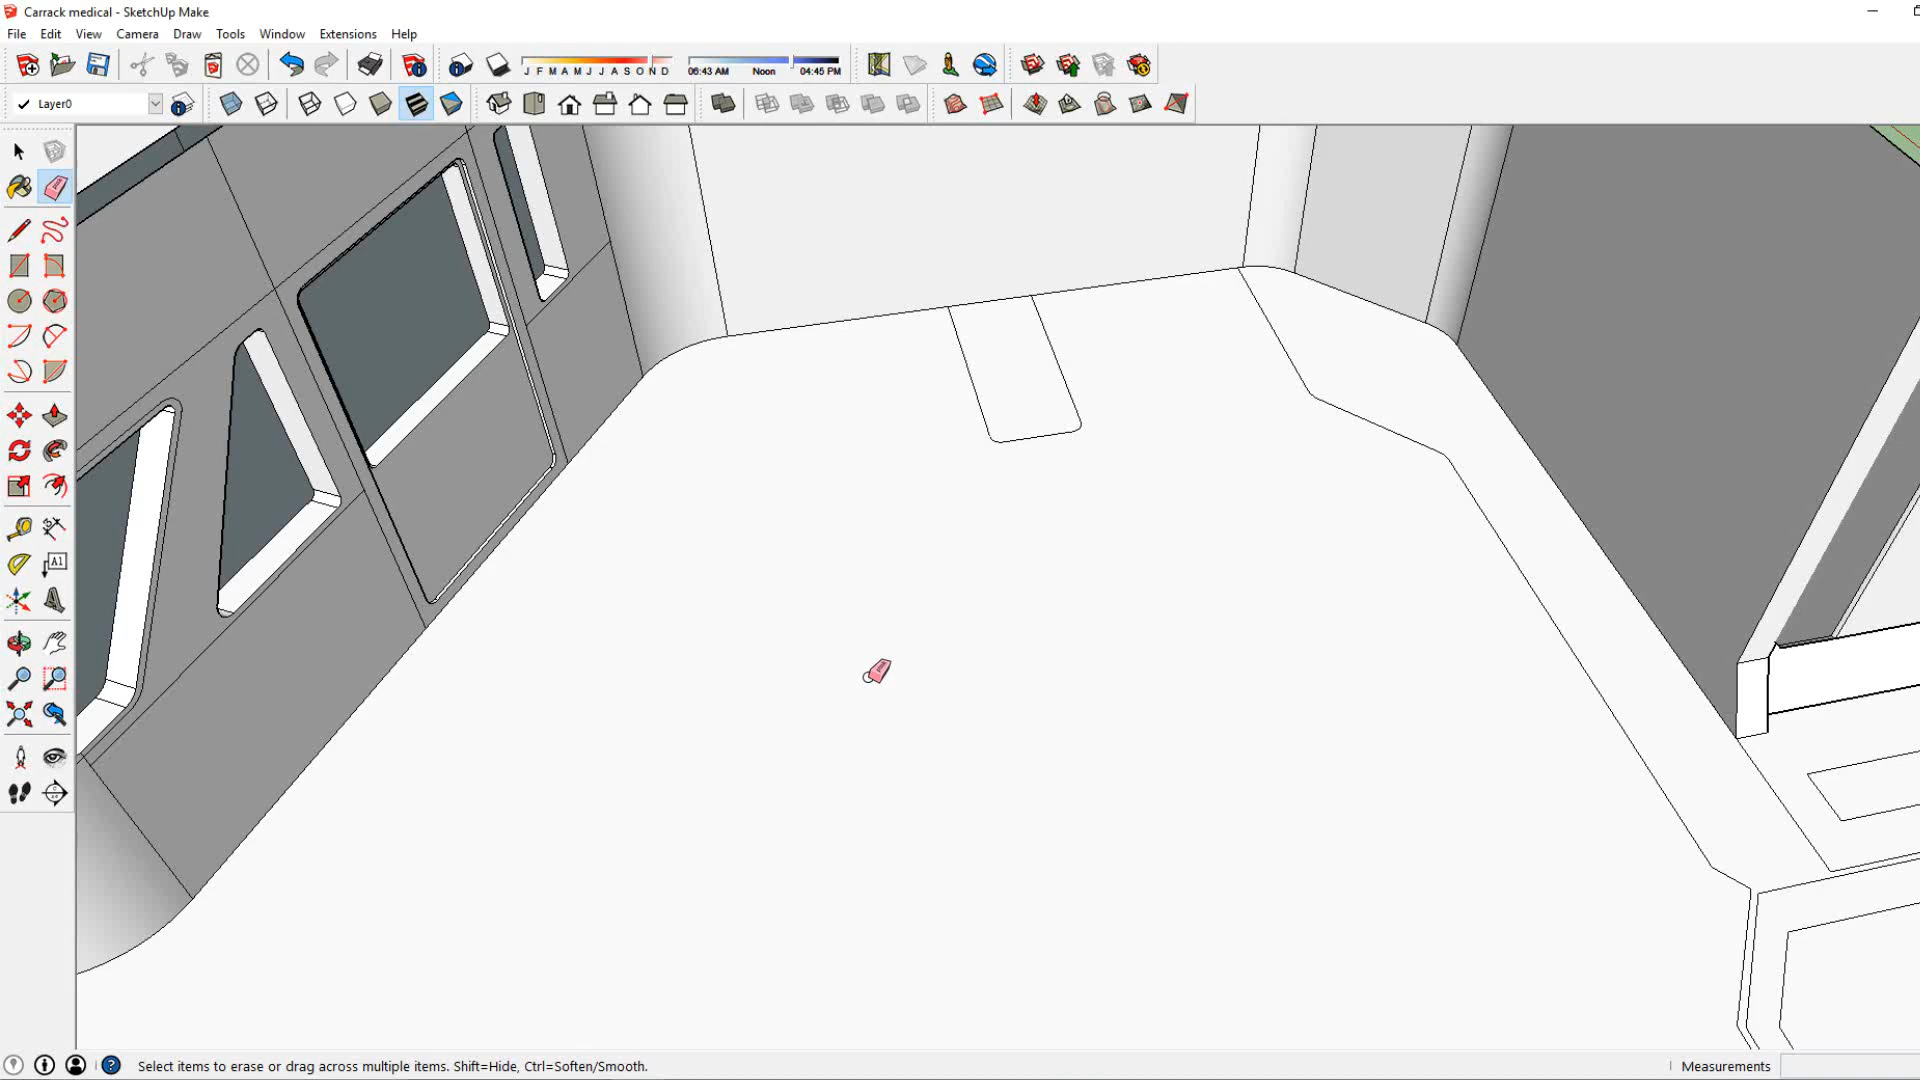 Carrack medical - SketchUp Make
File Edit View Camera Draw Tools Window Extensions Help
J F M A M J J A S O N D 06:43 AM Noon 04:45 PM
Layer0
A1
Select items to erase or drag across multiple items. Shift=Hide, Ctrl=Soften/Smooth.
Measurements